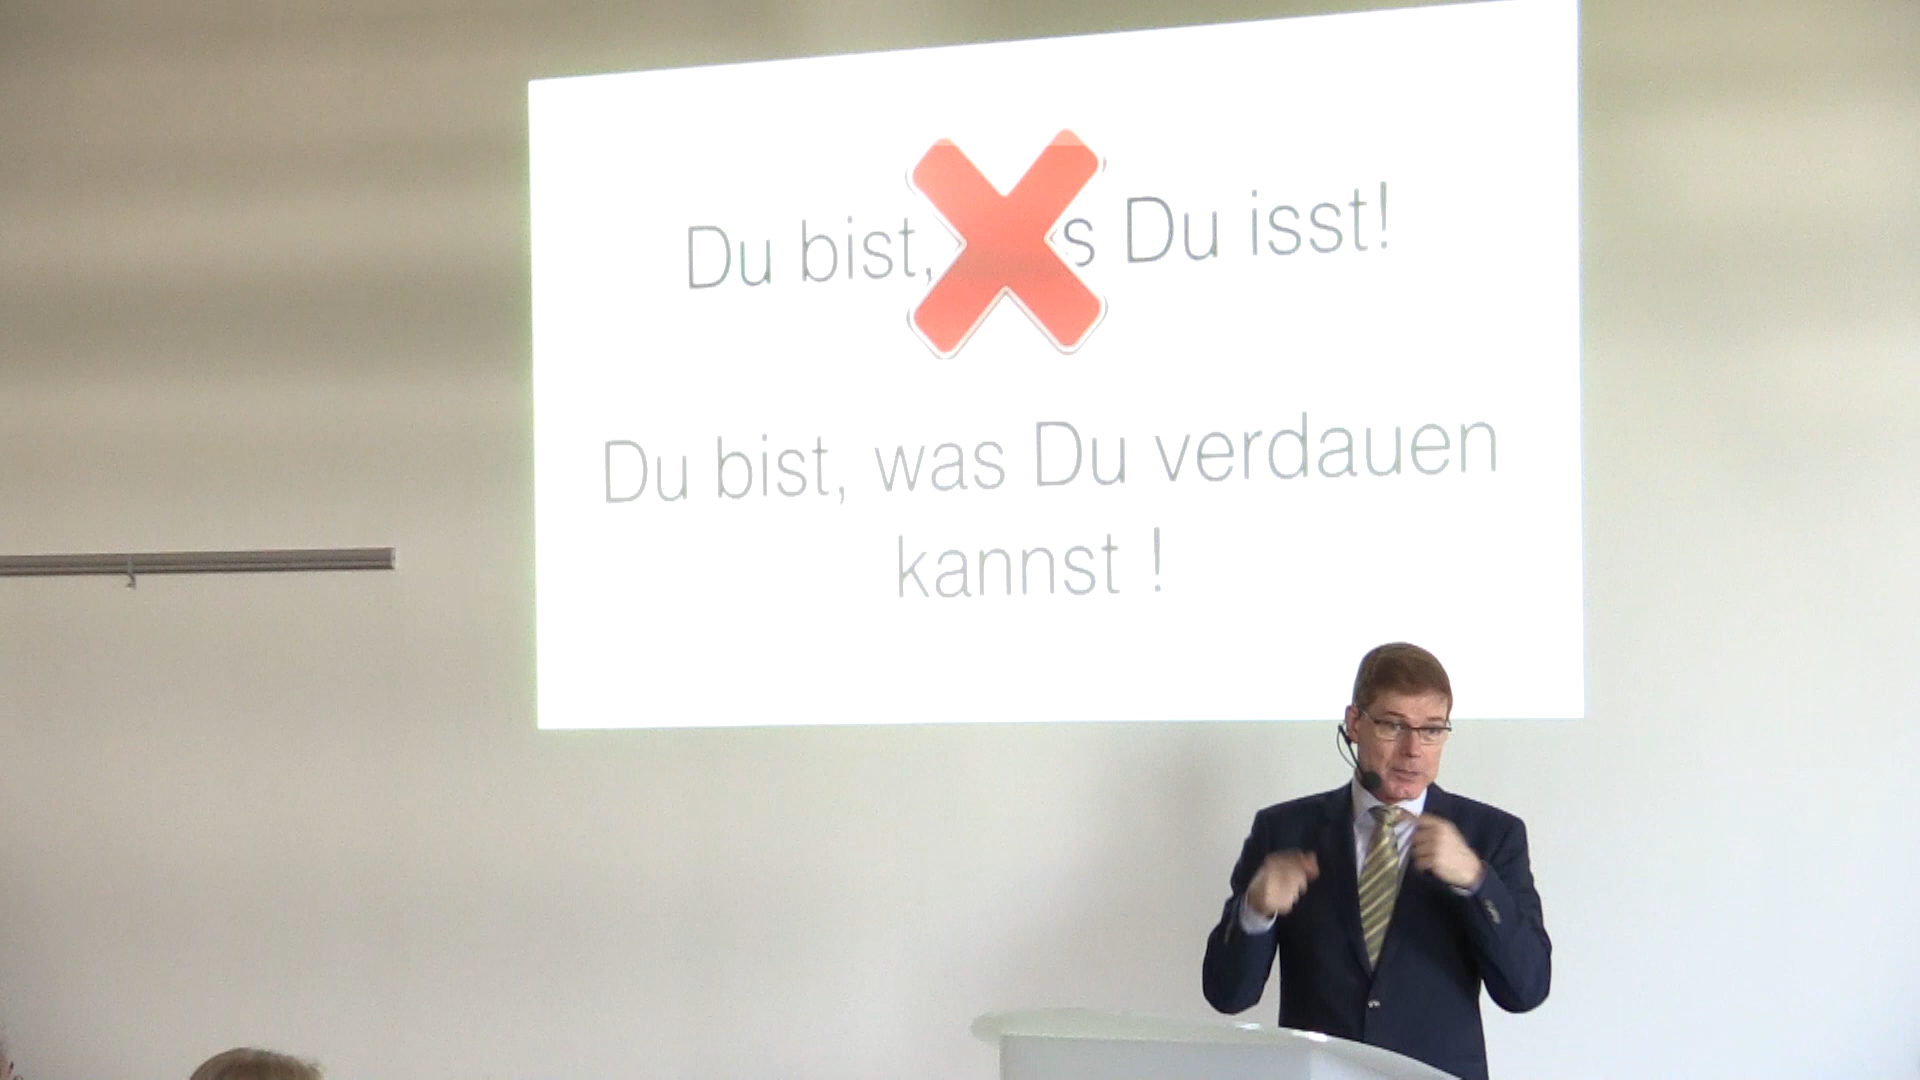 Du bist, s Du isst!
Du bist, was Du verdauen
kannst !